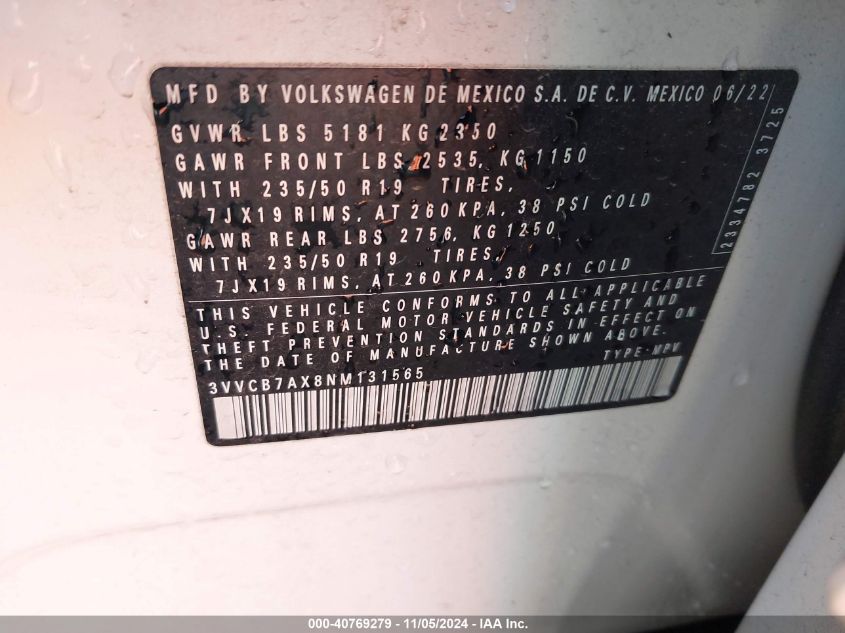 MFD BY VOLKSWAGEN DE MEXICO S.A. DE C.V. MEXICO 06/22
GVWR LBS 5181 KG 2350
GAWR FRONT LBS 2535, KG 1150
WITH 235/50 R19 TIRES,
7JX19 RIMS, AT 260 KPA, 38 PSI COLD
GAWR REAR LBS 2756, KG 1250
WITH 235/50 R19 TIRES,
7JX19 RIMS, AT 260 KPA, 38 PSI COLD
2334782 3725
THIS VEHICLE CONFORMS TO ALL APPLICABLE
U.S. FEDERAL MOTOR VEHICLE SAFETY AND
THEFT PREVENTION STANDARDS IN EFFECT ON
THE DATE OF MANUFACTURE SHOWN ABOVE.
3VVCB7AX8NM131565 TYPE:MPV
000-40769279 - 11/05/2024 - IAA Inc.